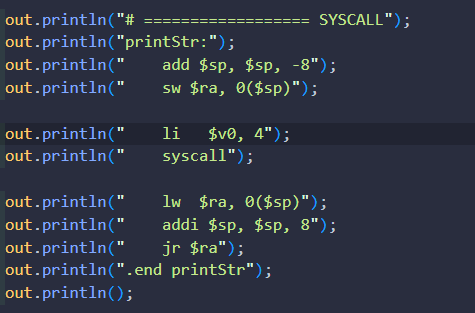 out.println("# ================== SYSCALL");
out.println("printStr:");
out.println("    add $sp, $sp, -8");
out.println("    sw $ra, 0($sp)");
out.println("    li   $v0, 4");
out.println("    syscall");
out.println("    lw  $ra, 0($sp)");
out.println("    addi $sp, $sp, 8");
out.println("    jr $ra");
out.println(".end printStr");
out.println();